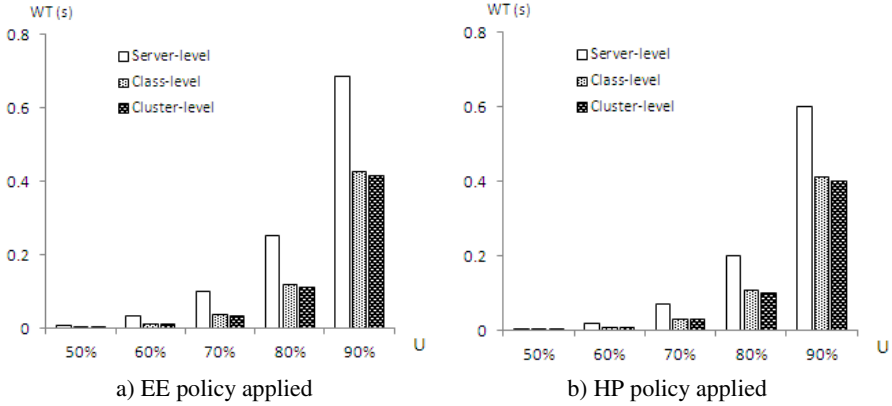 WT (s)
0.8
0.6
0.4
0.2
0
Server-level
Class-level
Cluster-level
50% 60% 70% 80% 90% U
a) EE policy applied
WT (s)
0.8
0.6
0.4
0.2
0
Server-level
Class-level
Cluster-level
50% 60% 70% 80% 90% U
b) HP policy applied